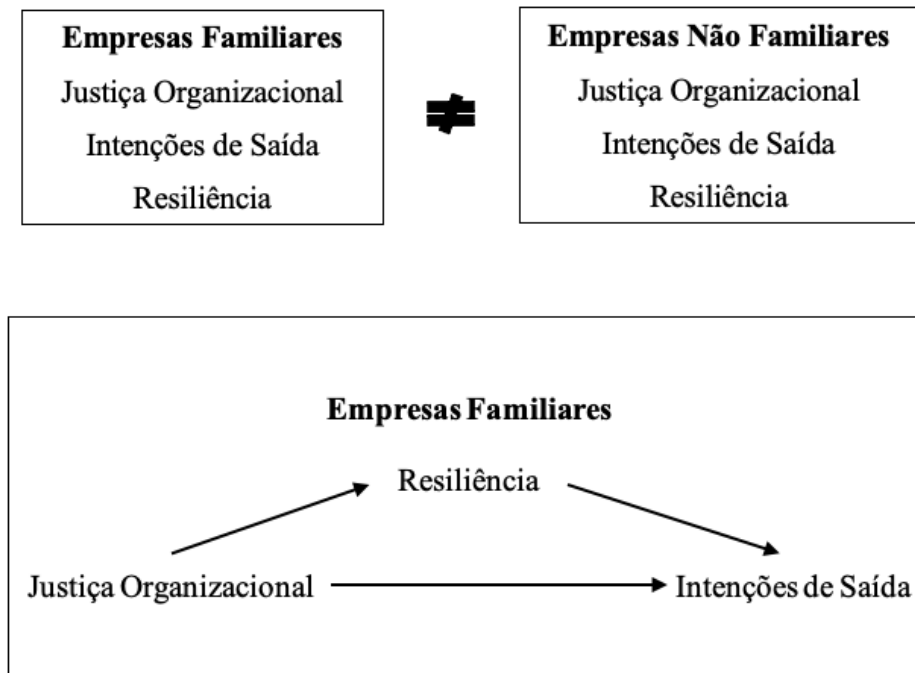 Empresas Familiares
Justiça Organizacional
Intenções de Saída
Resiliência
≠
Empresas Não Familiares
Justiça Organizacional
Intenções de Saída
Resiliência
Empresas Familiares
Resiliência
Justiça Organizacional
Intenções de Saída